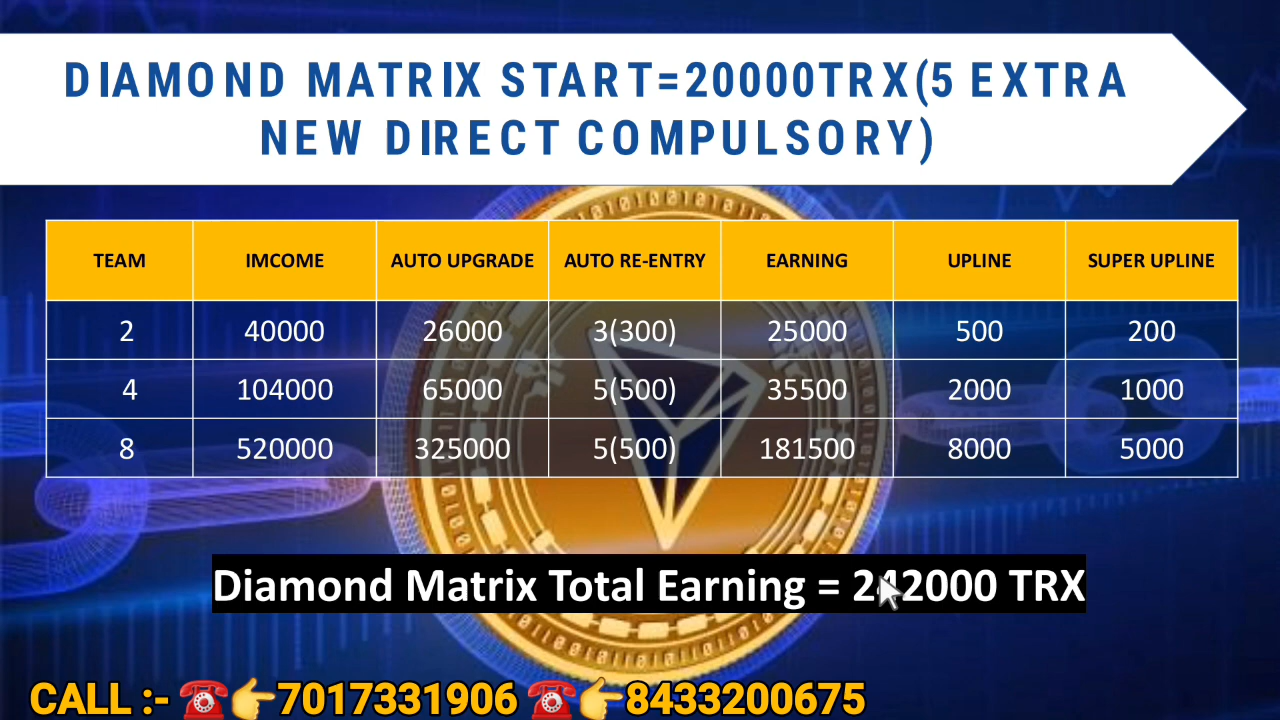 DIAMOND MATRIX START=20000TRX(5 EXTRA
NEW DIRECT COMPULSORY)
TEAM IMCOME AUTO UPGRADE AUTO RE-ENTRY EARNING UPLINE SUPER UPLINE
2 40000 26000 3(300) 25000 500 200
4 104000 65000 5(500) 35500 2000 1000
8 520000 325000 5(500) 181500 8000 5000
Diamond Matrix Total Earning = 242000 TRX
CALL :- ☎👉7017331906 ☎👉8433200675